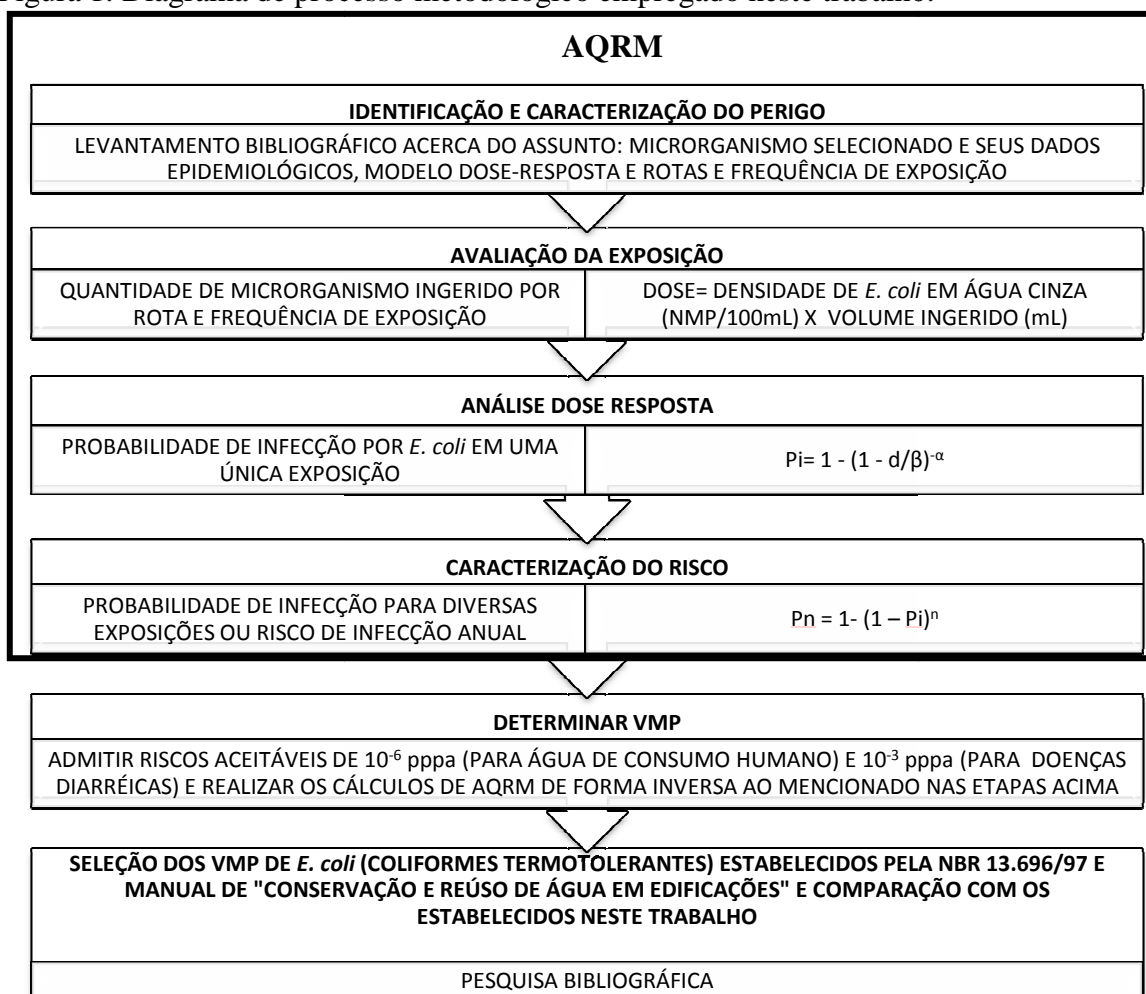 Figura 1. Diagrama do processo metodológico empregado neste trabalho.
AQRM
IDENTIFICAÇÃO E CARACTERIZAÇÃO DO PERIGO
LEVANTAMENTO BIBLIOGRÁFICO ACERCA DO ASSUNTO: MICRORGANISMO SELECIONADO E SEUS DADOS
EPIDEMIOLÓGICOS, MODELO DOSE-RESPOSTA E ROTAS E FREQUÊNCIA DE EXPOSIÇÃO
AVALIAÇÃO DA EXPOSIÇÃO
QUANTIDADE DE MICRORGANISMO INGERIDO POR
ROTA E FREQUÊNCIA DE EXPOSIÇÃO
DOSE= DENSIDADE DE E. coli EM ÁGUA CINZA
(NMP/100mL) X VOLUME INGERIDO (mL)
ANÁLISE DOSE RESPOSTA
PROBABILIDADE DE INFECÇÃO POR E. coli EM UMA
ÚNICA EXPOSIÇÃO
Pi= 1 - (1 - d/β)⁻ᵅ
CARACTERIZAÇÃO DO RISCO
PROBABILIDADE DE INFECÇÃO PARA DIVERSAS
EXPOSIÇÕES OU RISCO DE INFECÇÃO ANUAL
Pn = 1- (1 – Pi)ⁿ
DETERMINAR VMP
ADMITIR RISCOS ACEITÁVEIS DE 10⁻⁶ pppa (PARA ÁGUA DE CONSUMO HUMANO) E 10⁻³ pppa (PARA DOENÇAS
DIARRÉICAS) E REALIZAR OS CÁLCULOS DE AQRM DE FORMA INVERSA AO MENCIONADO NAS ETAPAS ACIMA
SELEÇÃO DOS VMP DE E. coli (COLIFORMES TERMOTOLERANTES) ESTABELECIDOS PELA NBR 13.696/97 E
MANUAL DE "CONSERVAÇÃO E REÚSO DE ÁGUA EM EDIFICAÇÕES" E COMPARAÇÃO COM OS
ESTABELECIDOS NESTE TRABALHO
PESQUISA BIBLIOGRÁFICA